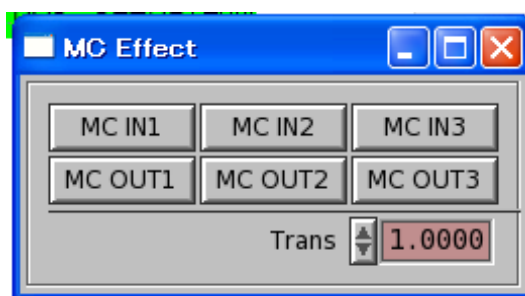 MC Effect
MC IN1 MC IN2 MC IN3
MC OUT1 MC OUT2 MC OUT3
Trans 1.0000